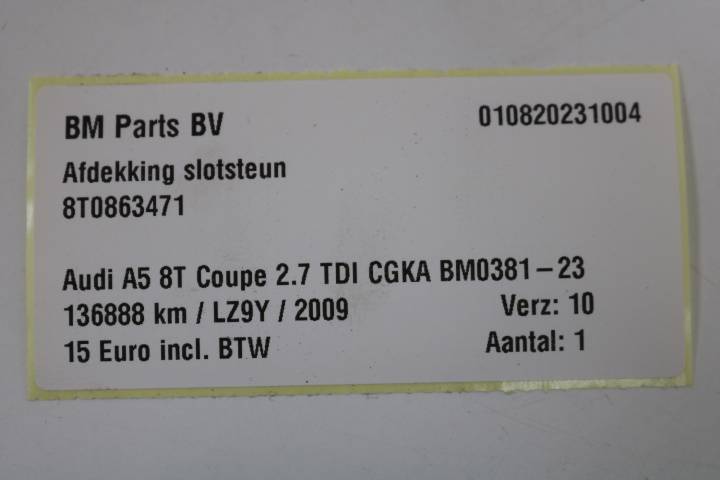 BM Parts BV 010820231004
Afdekking slotsteun
8T0863471
Audi A5 8T Coupe 2.7 TDI CGKA BM0381-23
136888 km / LZ9Y / 2009 Verz: 10
15 Euro incl. BTW Aantal: 1